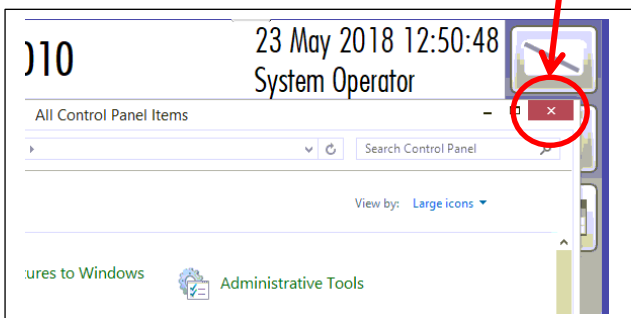 010 23 May 2018 12:50:48
System Operator
All Control Panel Items
Search Control Panel
View by: Large icons
tures to Windows Administrative Tools